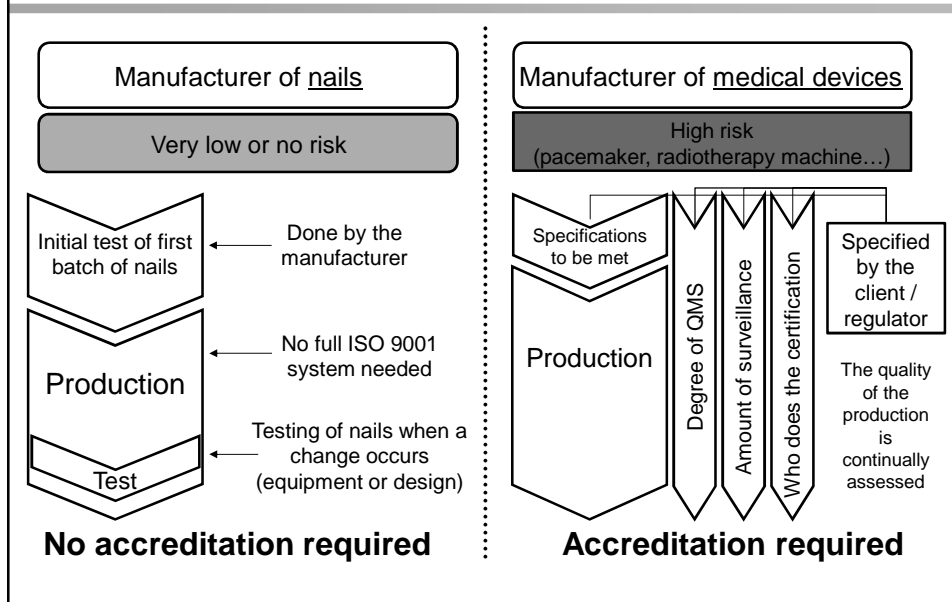 Manufacturer of nails
Very low or no risk
Initial test of first
batch of nails
Done by the
manufacturer
No full ISO 9001
system needed
Production
Testing of nails when a
change occurs
(equipment or design)
Test
No accreditation required
Manufacturer of medical devices
High risk
(pacemaker, radiotherapy machine…)
Specifications
to be met
Production
Degree of QMS
Amount of surveillance
Who does the certification
Specified
by the
client /
regulator
The quality
of the
production
is
continually
assessed
Accreditation required